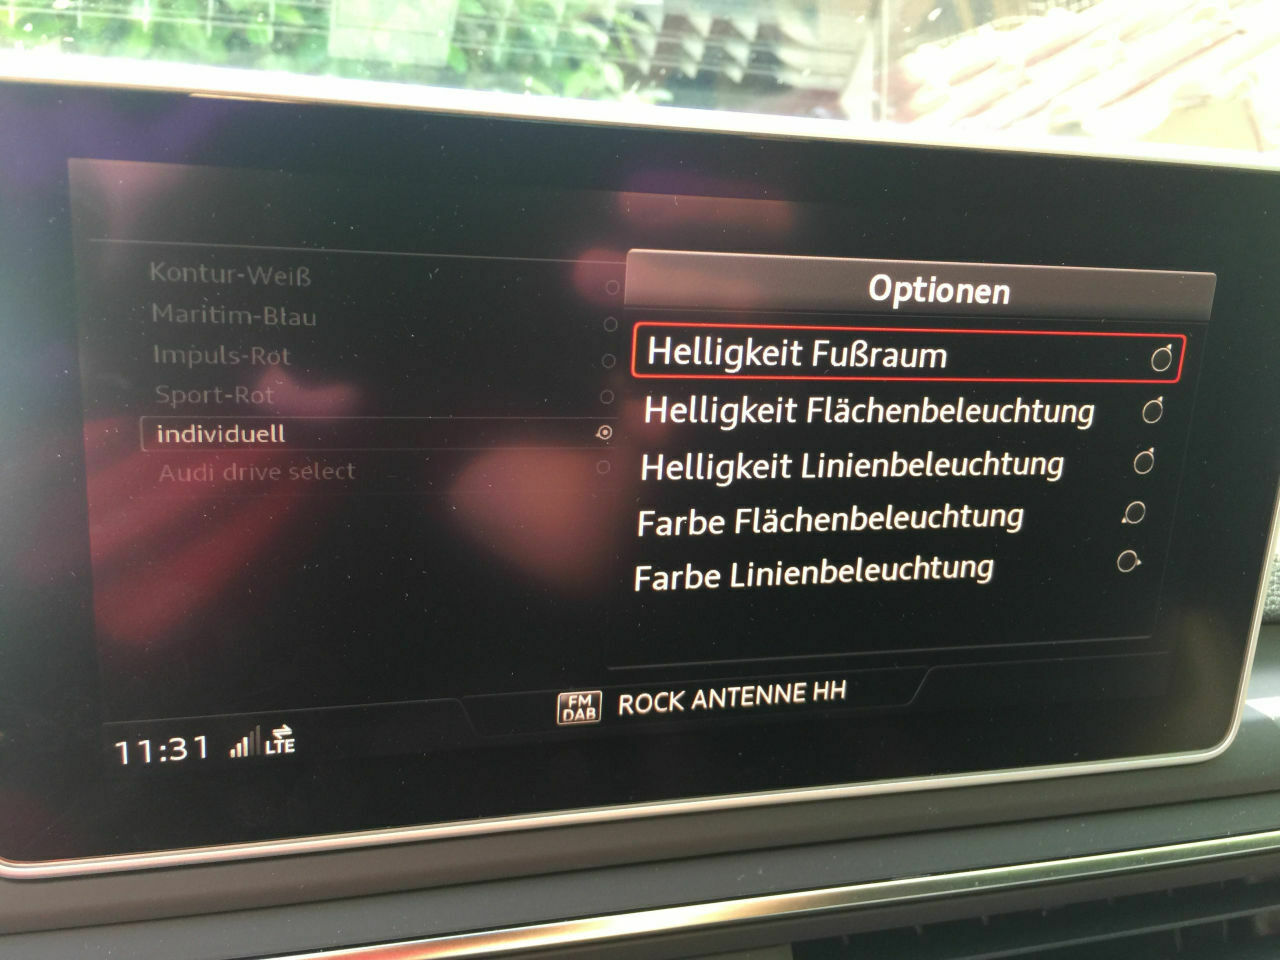 Kontur-Weiß
Maritim-Blau
Impuls-Rot
Sport-Rot
individuell
Audi drive select
Optionen
Helligkeit Fußraum
Helligkeit Flächenbeleuchtung
Helligkeit Linienbeleuchtung
Farbe Flächenbeleuchtung
Farbe Linienbeleuchtung
FM
DAB
ROCK ANTENNE HH
11:31
LTE